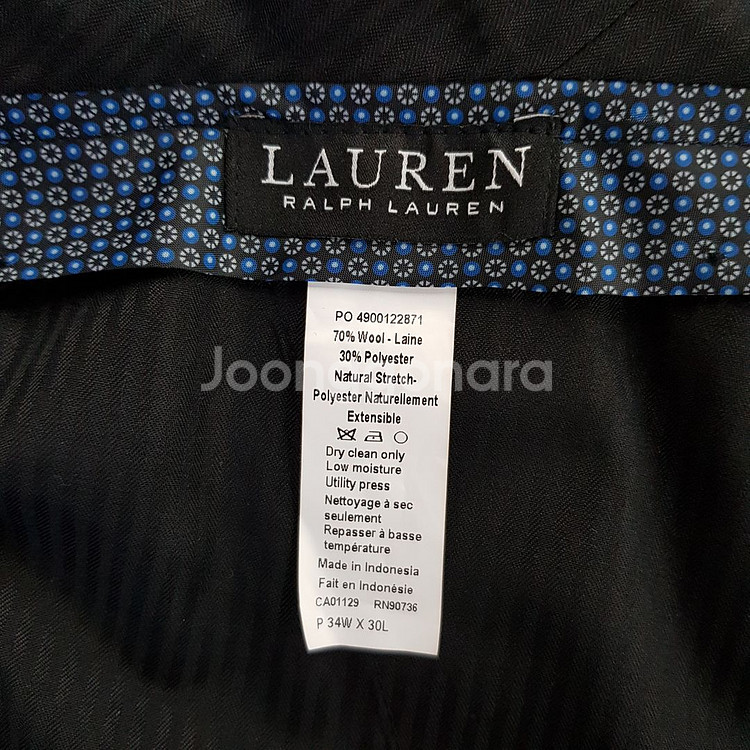 LAUREN
RALPH LAUREN
PO 4900122871
70% Wool - Laine
30% Polyester
Joonggonara
Natural Stretch-
Polyester Naturellement
Extensible
Dry clean only
Low moisture
Utility press
Nettoyage à sec
seulement
Repasser à basse
température
Made in Indonesia
Fait en Indonésie
CA01129 RN90736
P 34W X 30L